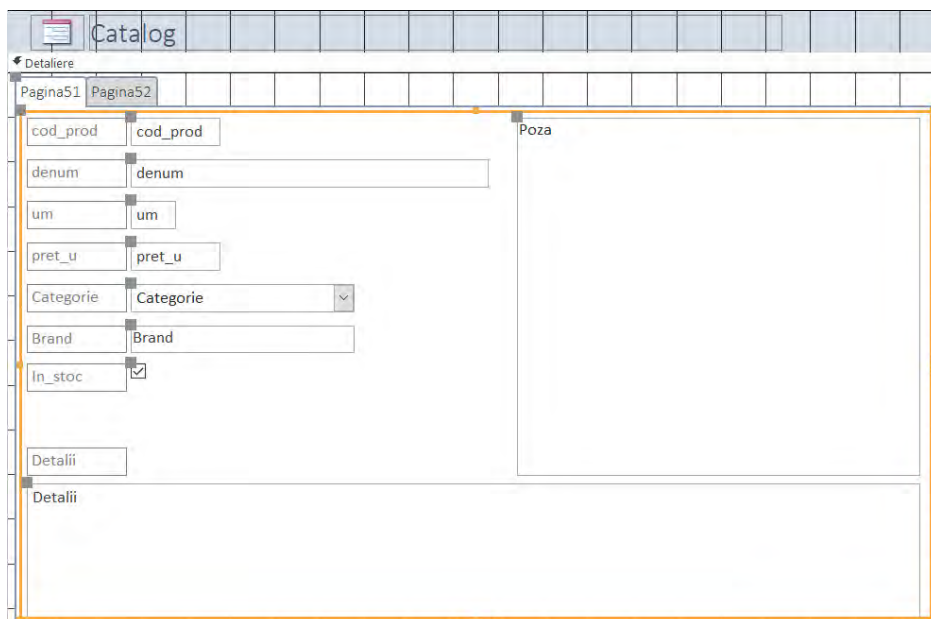 Catalog
Detaliere
Pagina51 Pagina52
cod_prod cod_prod Poza
denum denum
um um
pret_u pret_u
Categorie Categorie
Brand Brand
In_stoc
Detalii
Detalii